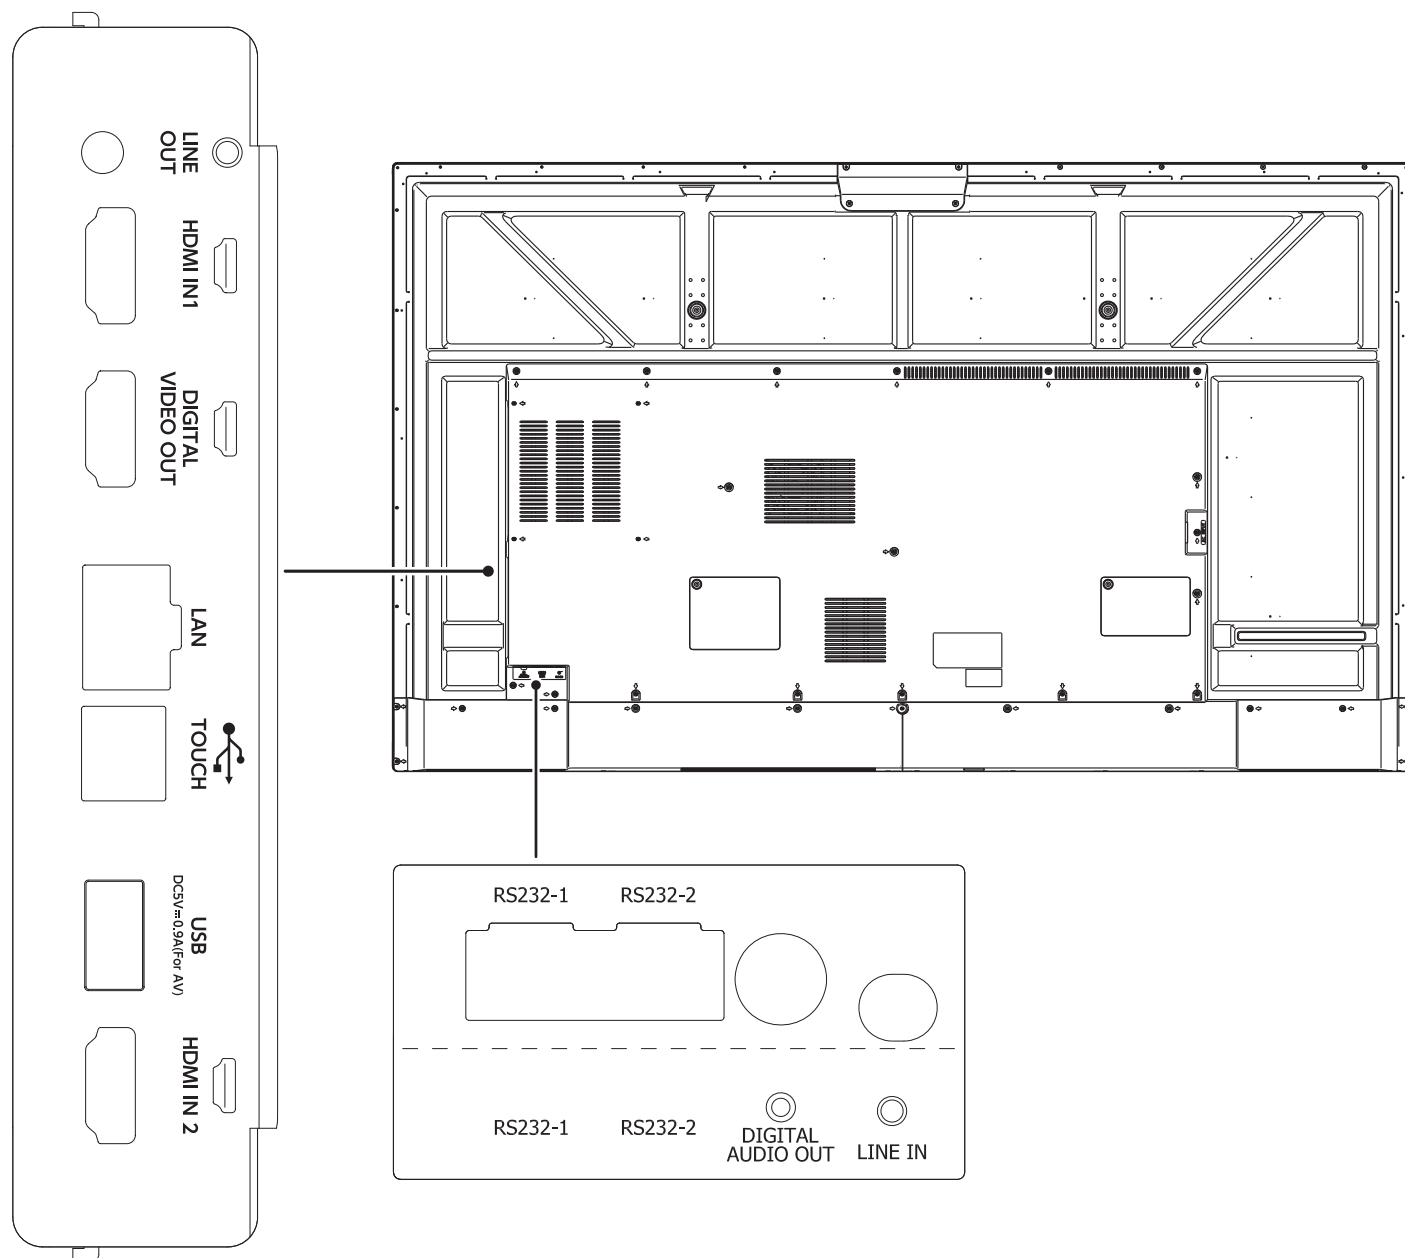 LINE
OUT
HDMI IN1
DIGITAL
VIDEO OUT
LAN
TOUCH
USB
DC5V⎓0.9A(For AV)
HDMI IN 2
RS232-1
RS232-2
RS232-1
RS232-2
DIGITAL
AUDIO OUT
LINE IN